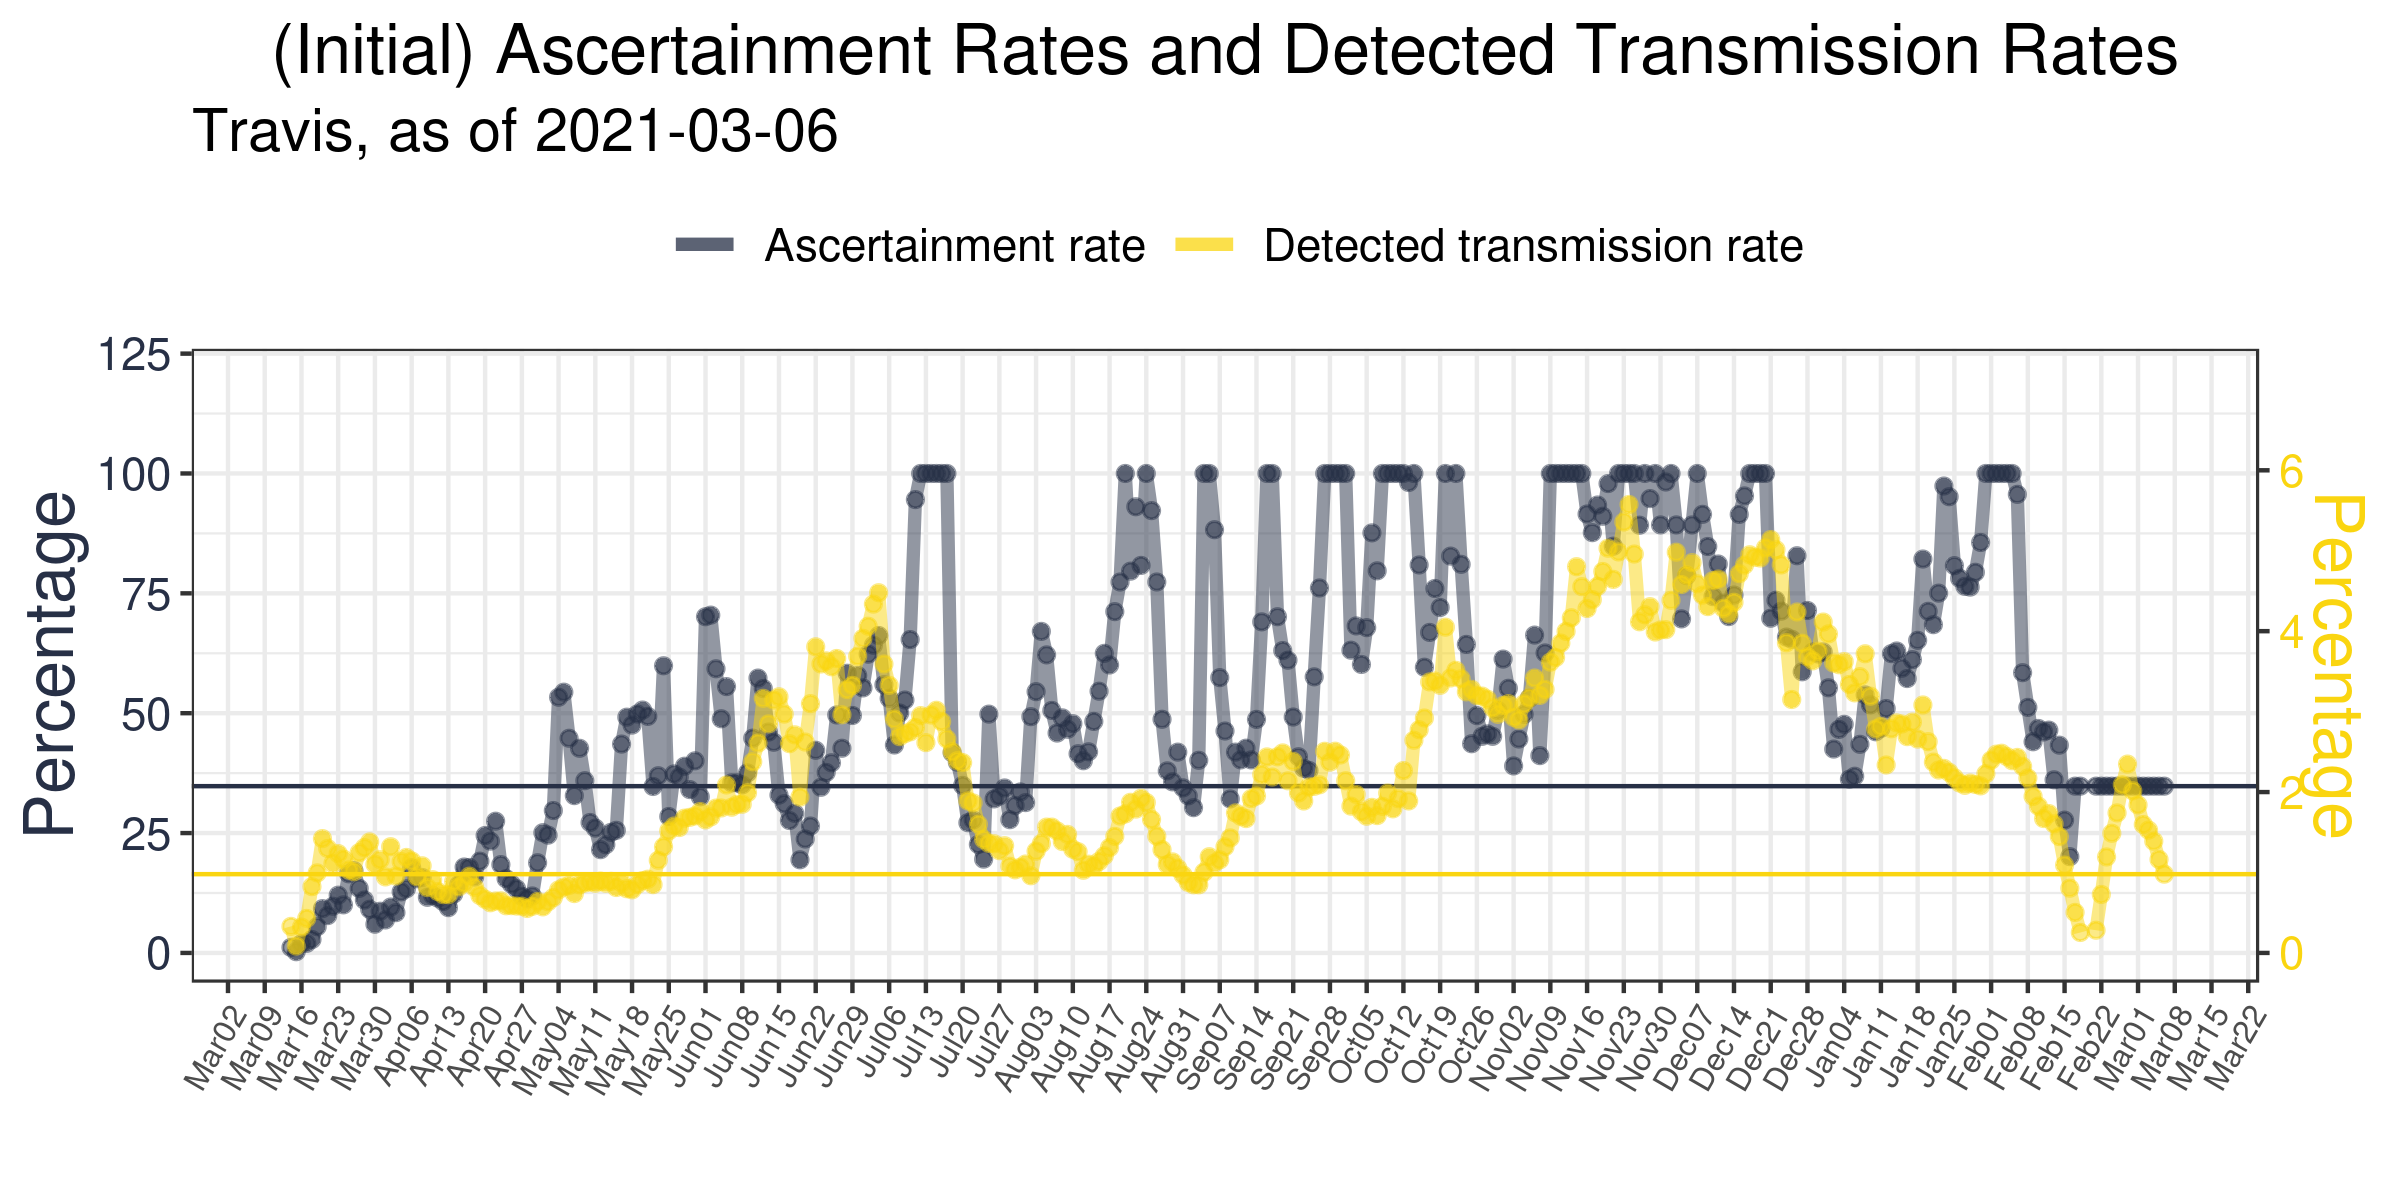 (Initial) Ascertainment Rates and Detected Transmission Rates
Travis, as of 2021-03-06
Ascertainment rate
Detected transmission rate
Percentage
125
100
75
50
25
0
6
4
2
0
Percentage
Mar02
Mar09
Mar16
Mar23
Mar30
Apr06
Apr13
Apr20
Apr27
May04
May11
May18
May25
Jun01
Jun08
Jun15
Jun22
Jun29
Jul06
Jul13
Jul20
Jul27
Aug03
Aug10
Aug17
Aug24
Aug31
Sep07
Sep14
Sep21
Sep28
Oct05
Oct12
Oct19
Oct26
Nov02
Nov09
Nov16
Nov23
Nov30
Dec07
Dec14
Dec21
Dec28
Jan04
Jan11
Jan18
Jan25
Feb01
Feb08
Feb15
Feb22
Mar01
Mar08
Mar15
Mar22